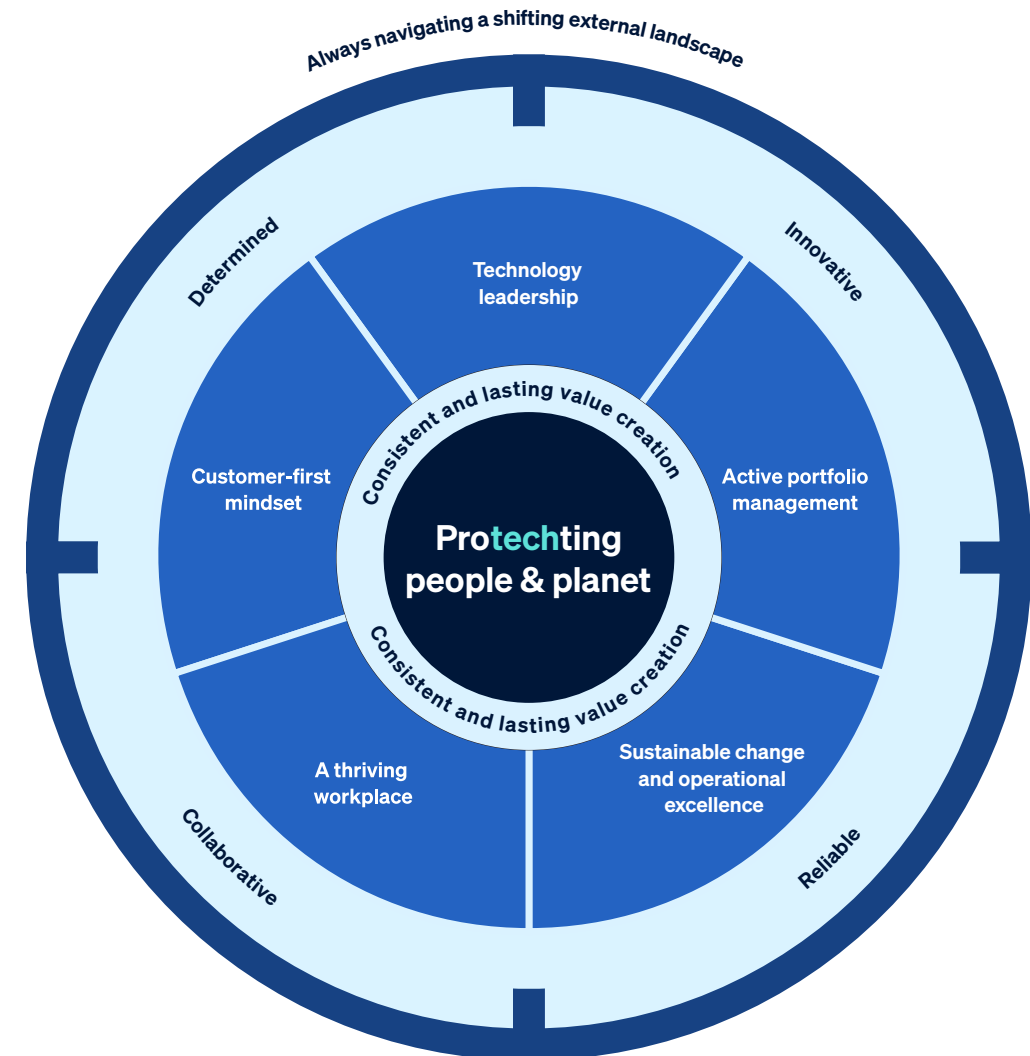 Always navigating a shifting external landscape
Determined
Innovative
Technology
leadership
Consistent and lasting value creation
Customer-first
mindset
Active portfolio
management
Protechting
people & planet
Consistent and lasting value creation
A thriving
workplace
Sustainable change
and operational
excellence
Collaborative
Reliable